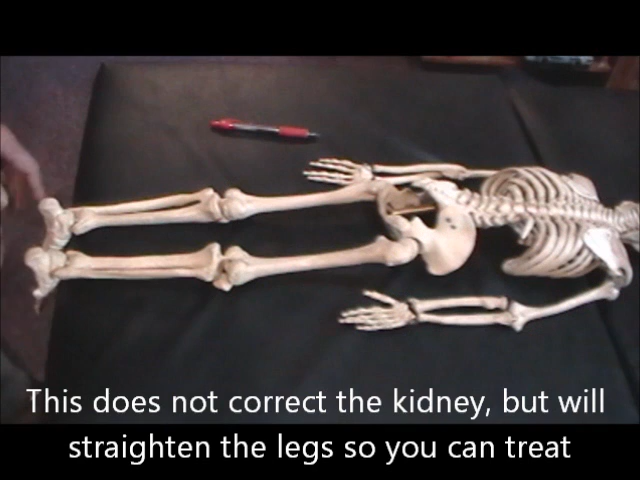 This does not correct the kidney, but will
straighten the legs so you can treat